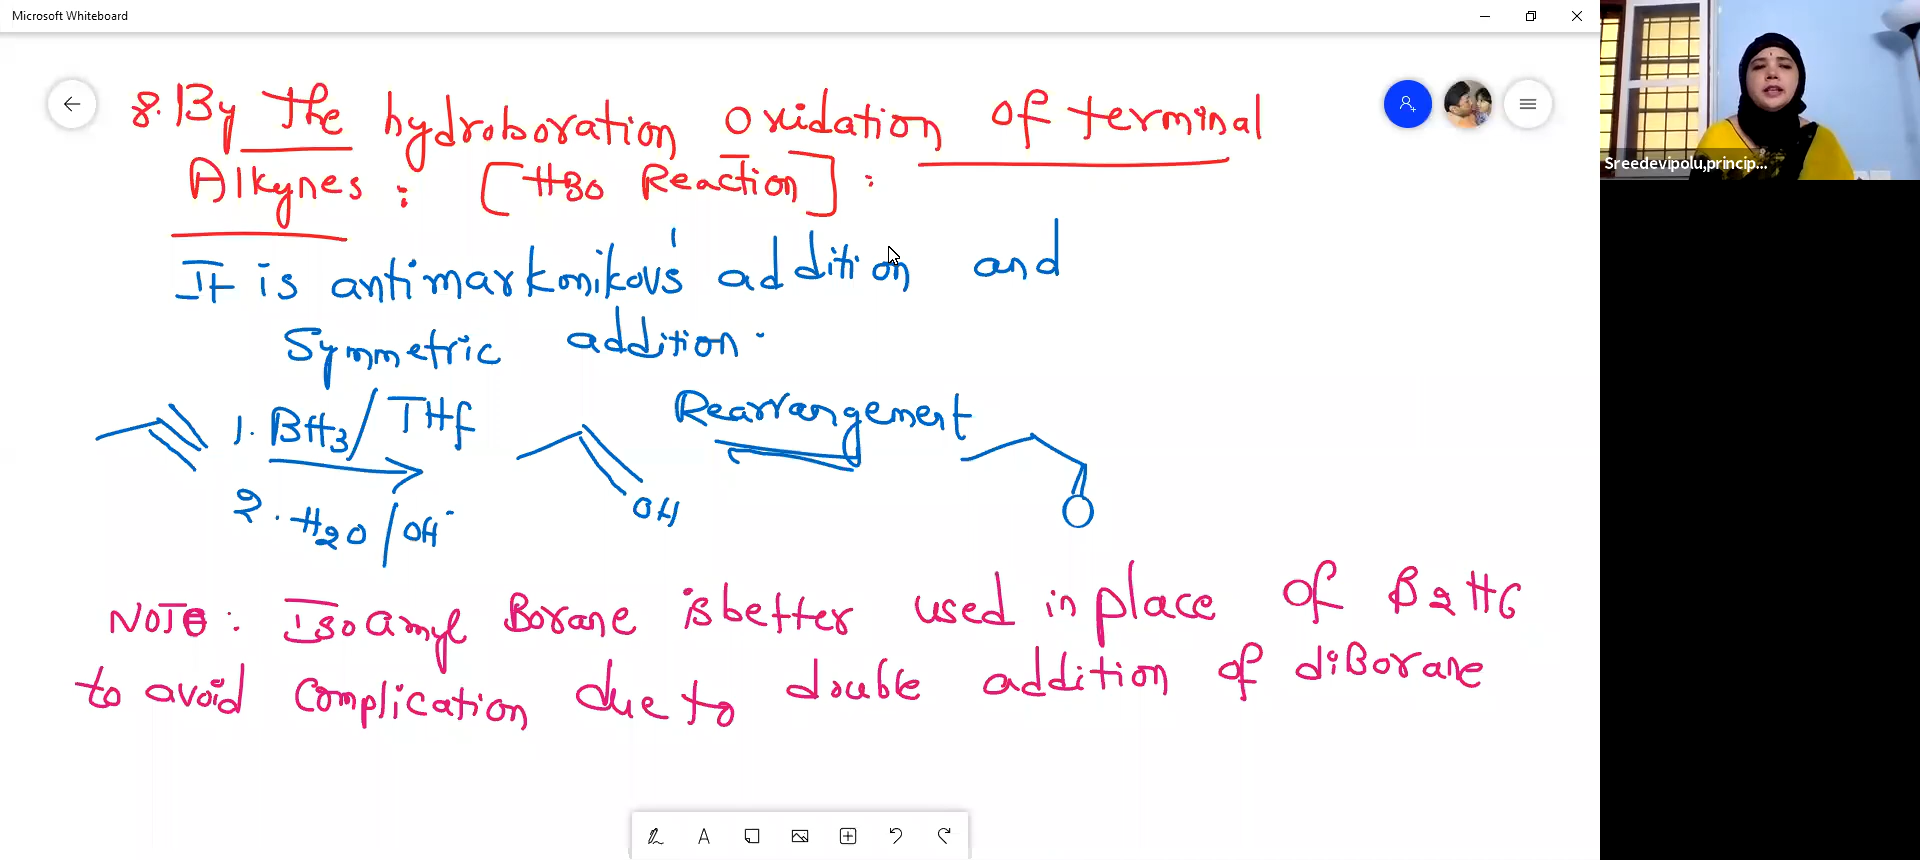 Microsoft Whiteboard
8. By the hydroboration oxidation of terminal
Alkynes : [HBO Reaction] :
It is antimarkonikovs' addition and
Symmetric addition.
1. BH3/THf
Rearrangement
2. H2O/OH-
OH
O
NOTE : Isoamyl Borane is better used in place of B2H6
to avoid complication due to double addition of diBorane
Sreedevipolu,princip...
A